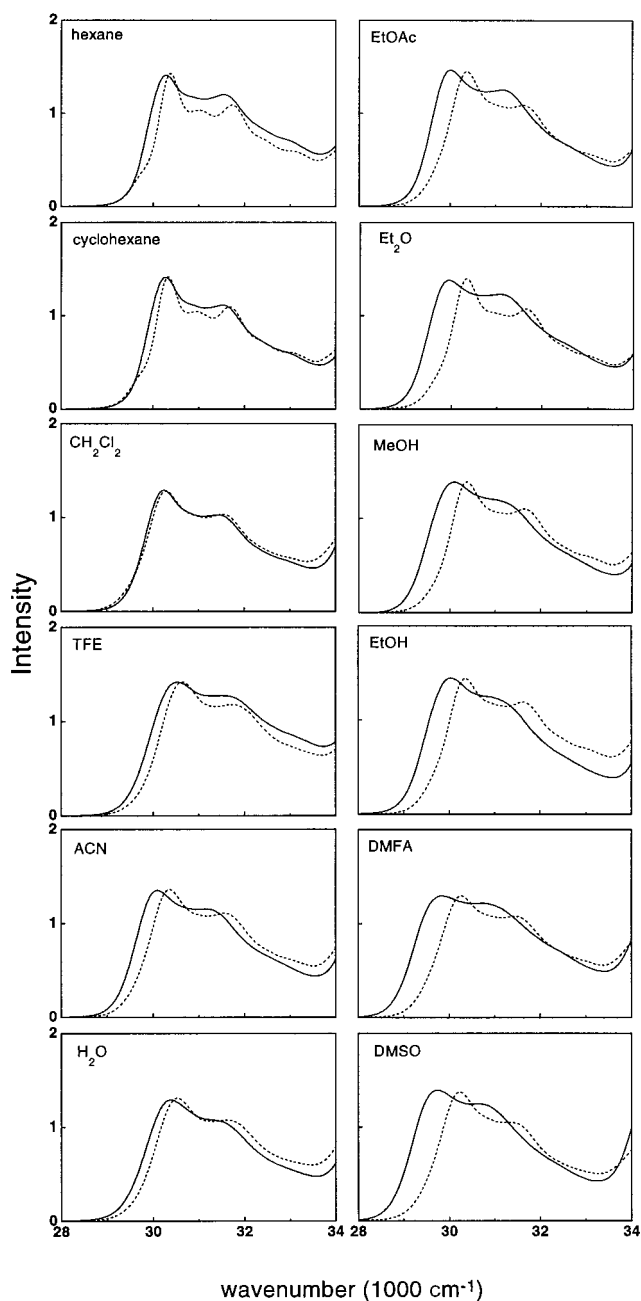 2
hexane
1
0
EtOAc
2
cyclohexane
1
0
Et2O
2
CH2Cl2
1
0
MeOH
2
TFE
1
0
EtOH
2
ACN
1
0
DMFA
2
H2O
1
0
DMSO
28 30 32 34 28 30 32 34
Intensity
wavenumber (1000 cm⁻¹)